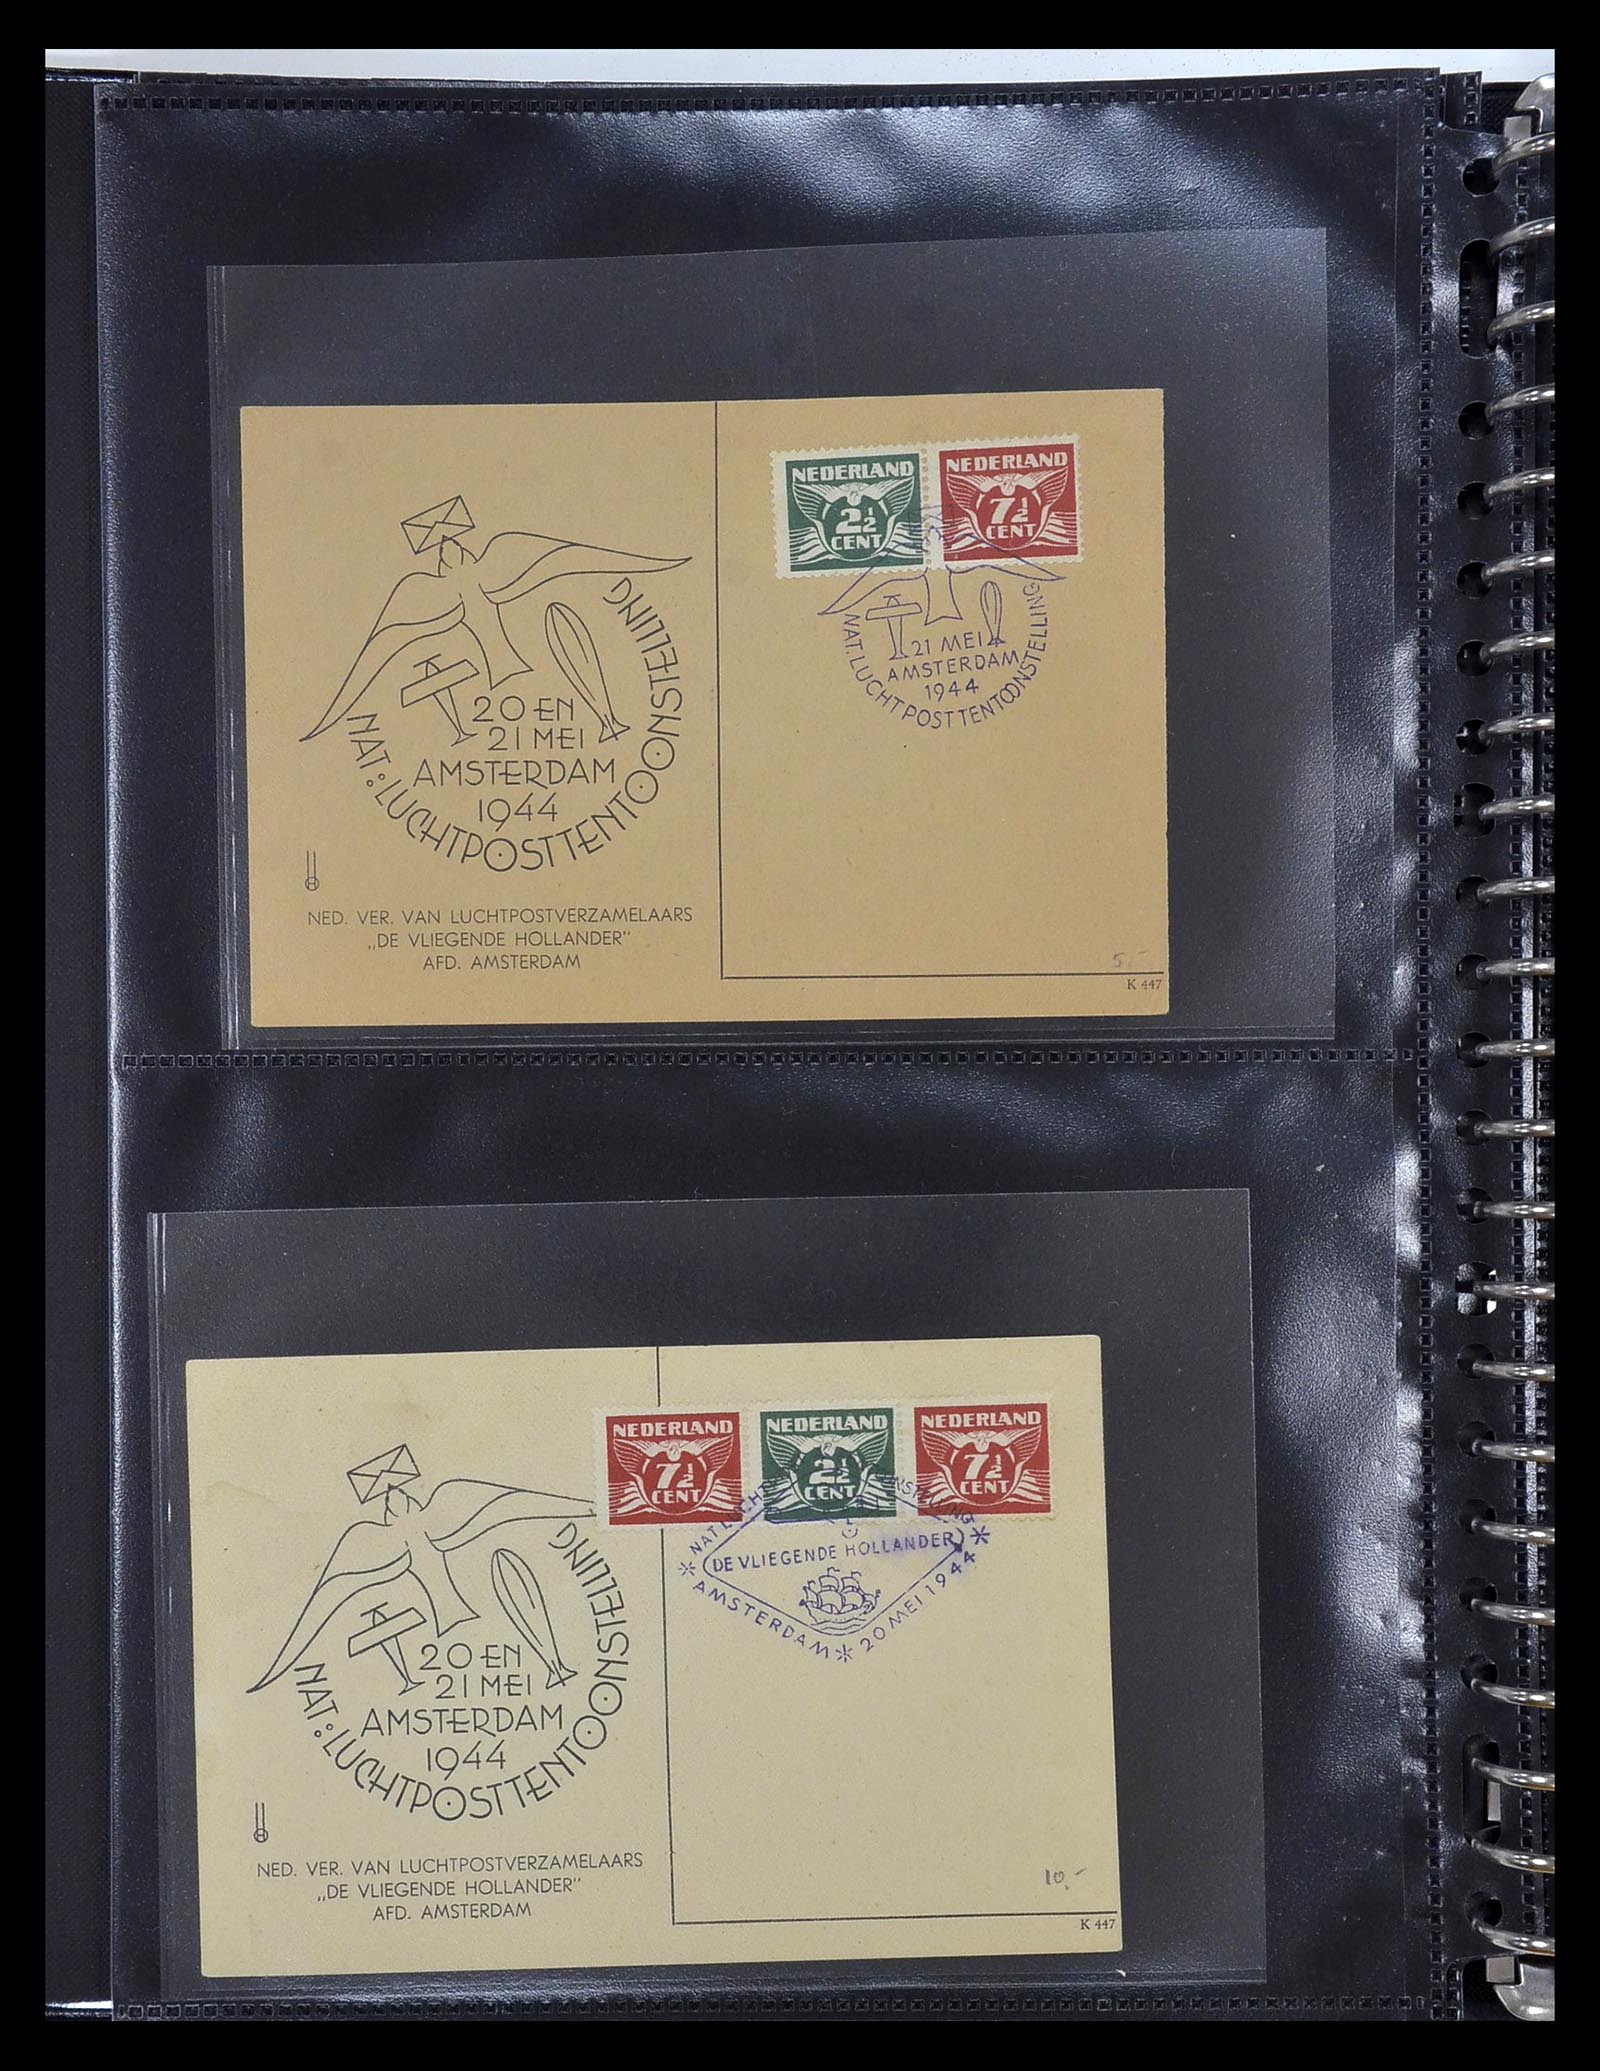 NEDERLAND
2½
CENT
NEDERLAND
7½
CENT
21 MEI
AMSTERDAM
1944
NAT. LUCHTPOSTTENTOONSTELLING
20 EN
21 MEI
AMSTERDAM
1944
NAT: LUCHTPOSTTENTOONSTELLING
NED. VER. VAN LUCHTPOSTVERZAMELAARS
„DE VLIEGENDE HOLLANDER"
AFD. AMSTERDAM
5,-
K 447
NEDERLAND
7½
CENT
NEDERLAND
2½
CENT
NEDERLAND
7½
CENT
NAT LUCHT
ONSTELLING
DE VLIEGENDE HOLLANDER
AMSTERDAM * 20 MEI 1944
20 EN
21 MEI
AMSTERDAM
1944
NAT: LUCHTPOSTTENTOONSTELLING
NED. VER. VAN LUCHTPOSTVERZAMELAARS
„DE VLIEGENDE HOLLANDER"
AFD. AMSTERDAM
10,-
K 447